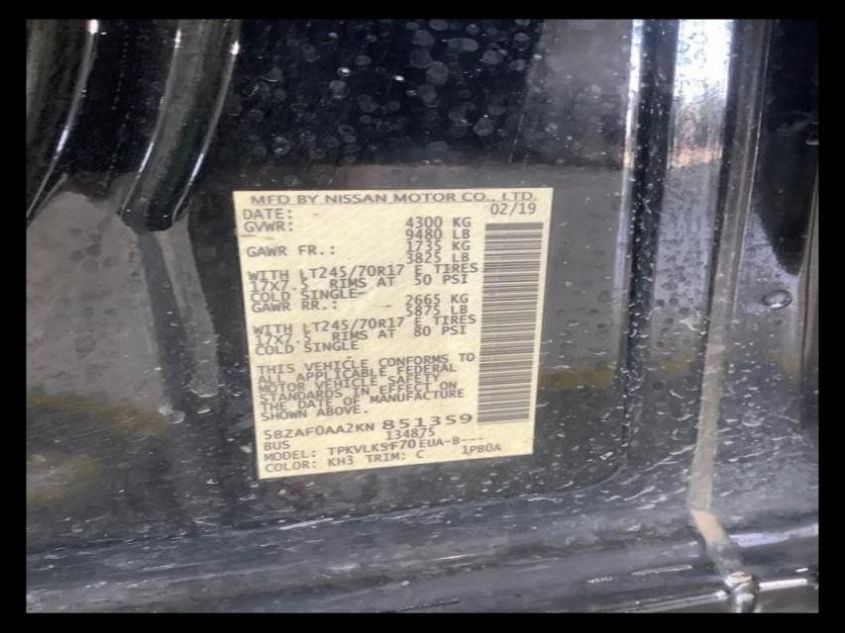 MFD BY NISSAN MOTOR CO., LTD.
DATE: 02/19
GVWR: 4300 KG
9480 LB
GAWR FR.: 1735 KG
3825 LB
WITH LT245/70R17 E TIRES
17X7.5 RIMS AT 50 PSI
COLD SINGLE
GAWR RR.: 2665 KG
5875 LB
WITH LT245/70R17 E TIRES
17X7.5 RIMS AT 80 PSI
COLD SINGLE
THIS VEHICLE CONFORMS TO
ALL APPLICABLE FEDERAL
MOTOR VEHICLE SAFETY
STANDARDS IN EFFECT ON
THE DATE OF MANUFACTURE
SHOWN ABOVE.
5BZAF0AA2KN 851359
BUS 134875
MODEL: TPKVLKSF70EUA-B---
COLOR: KH3 TRIM: C 1PB0A